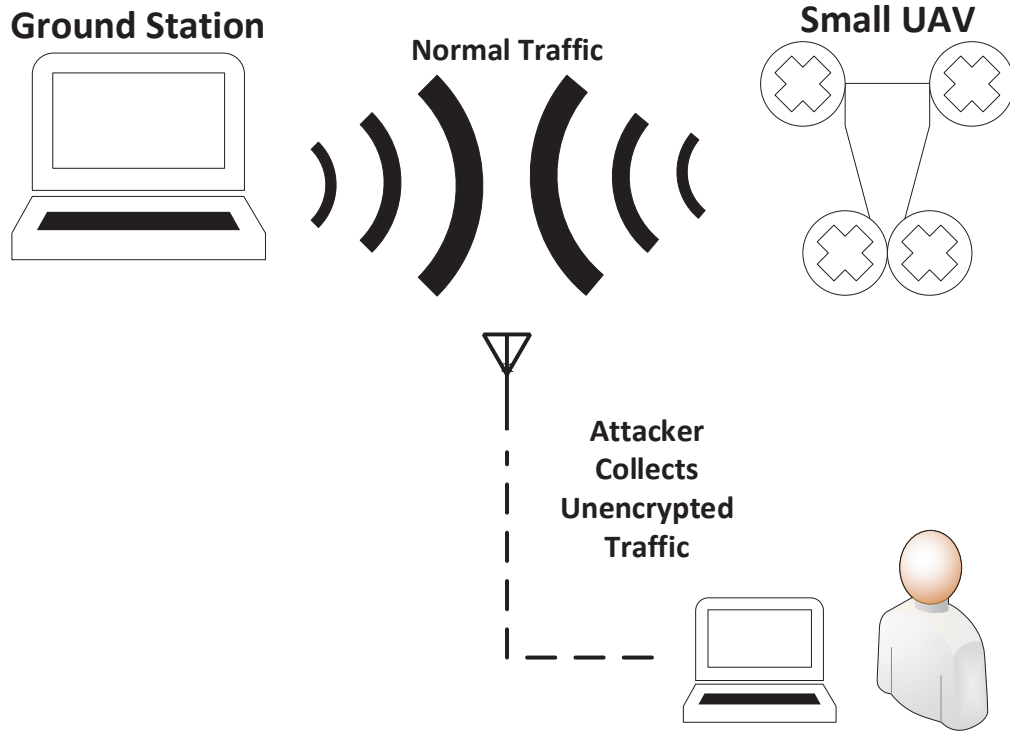 Ground Station
Normal Traffic
Small UAV
Attacker
Collects
Unencrypted
Traffic